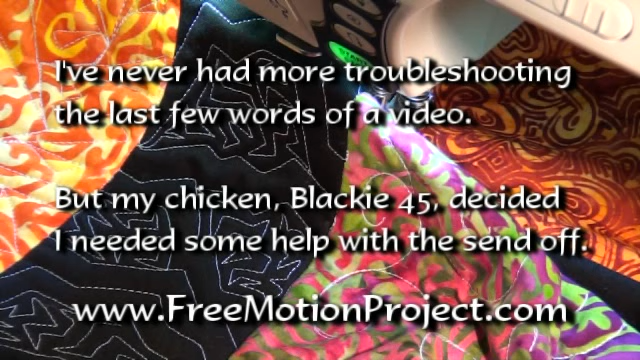 I've never had more troubleshooting
the last few words of a video.
But my chicken, Blackie 45, decided
I needed some help with the send off.
www.FreeMotionProject.com